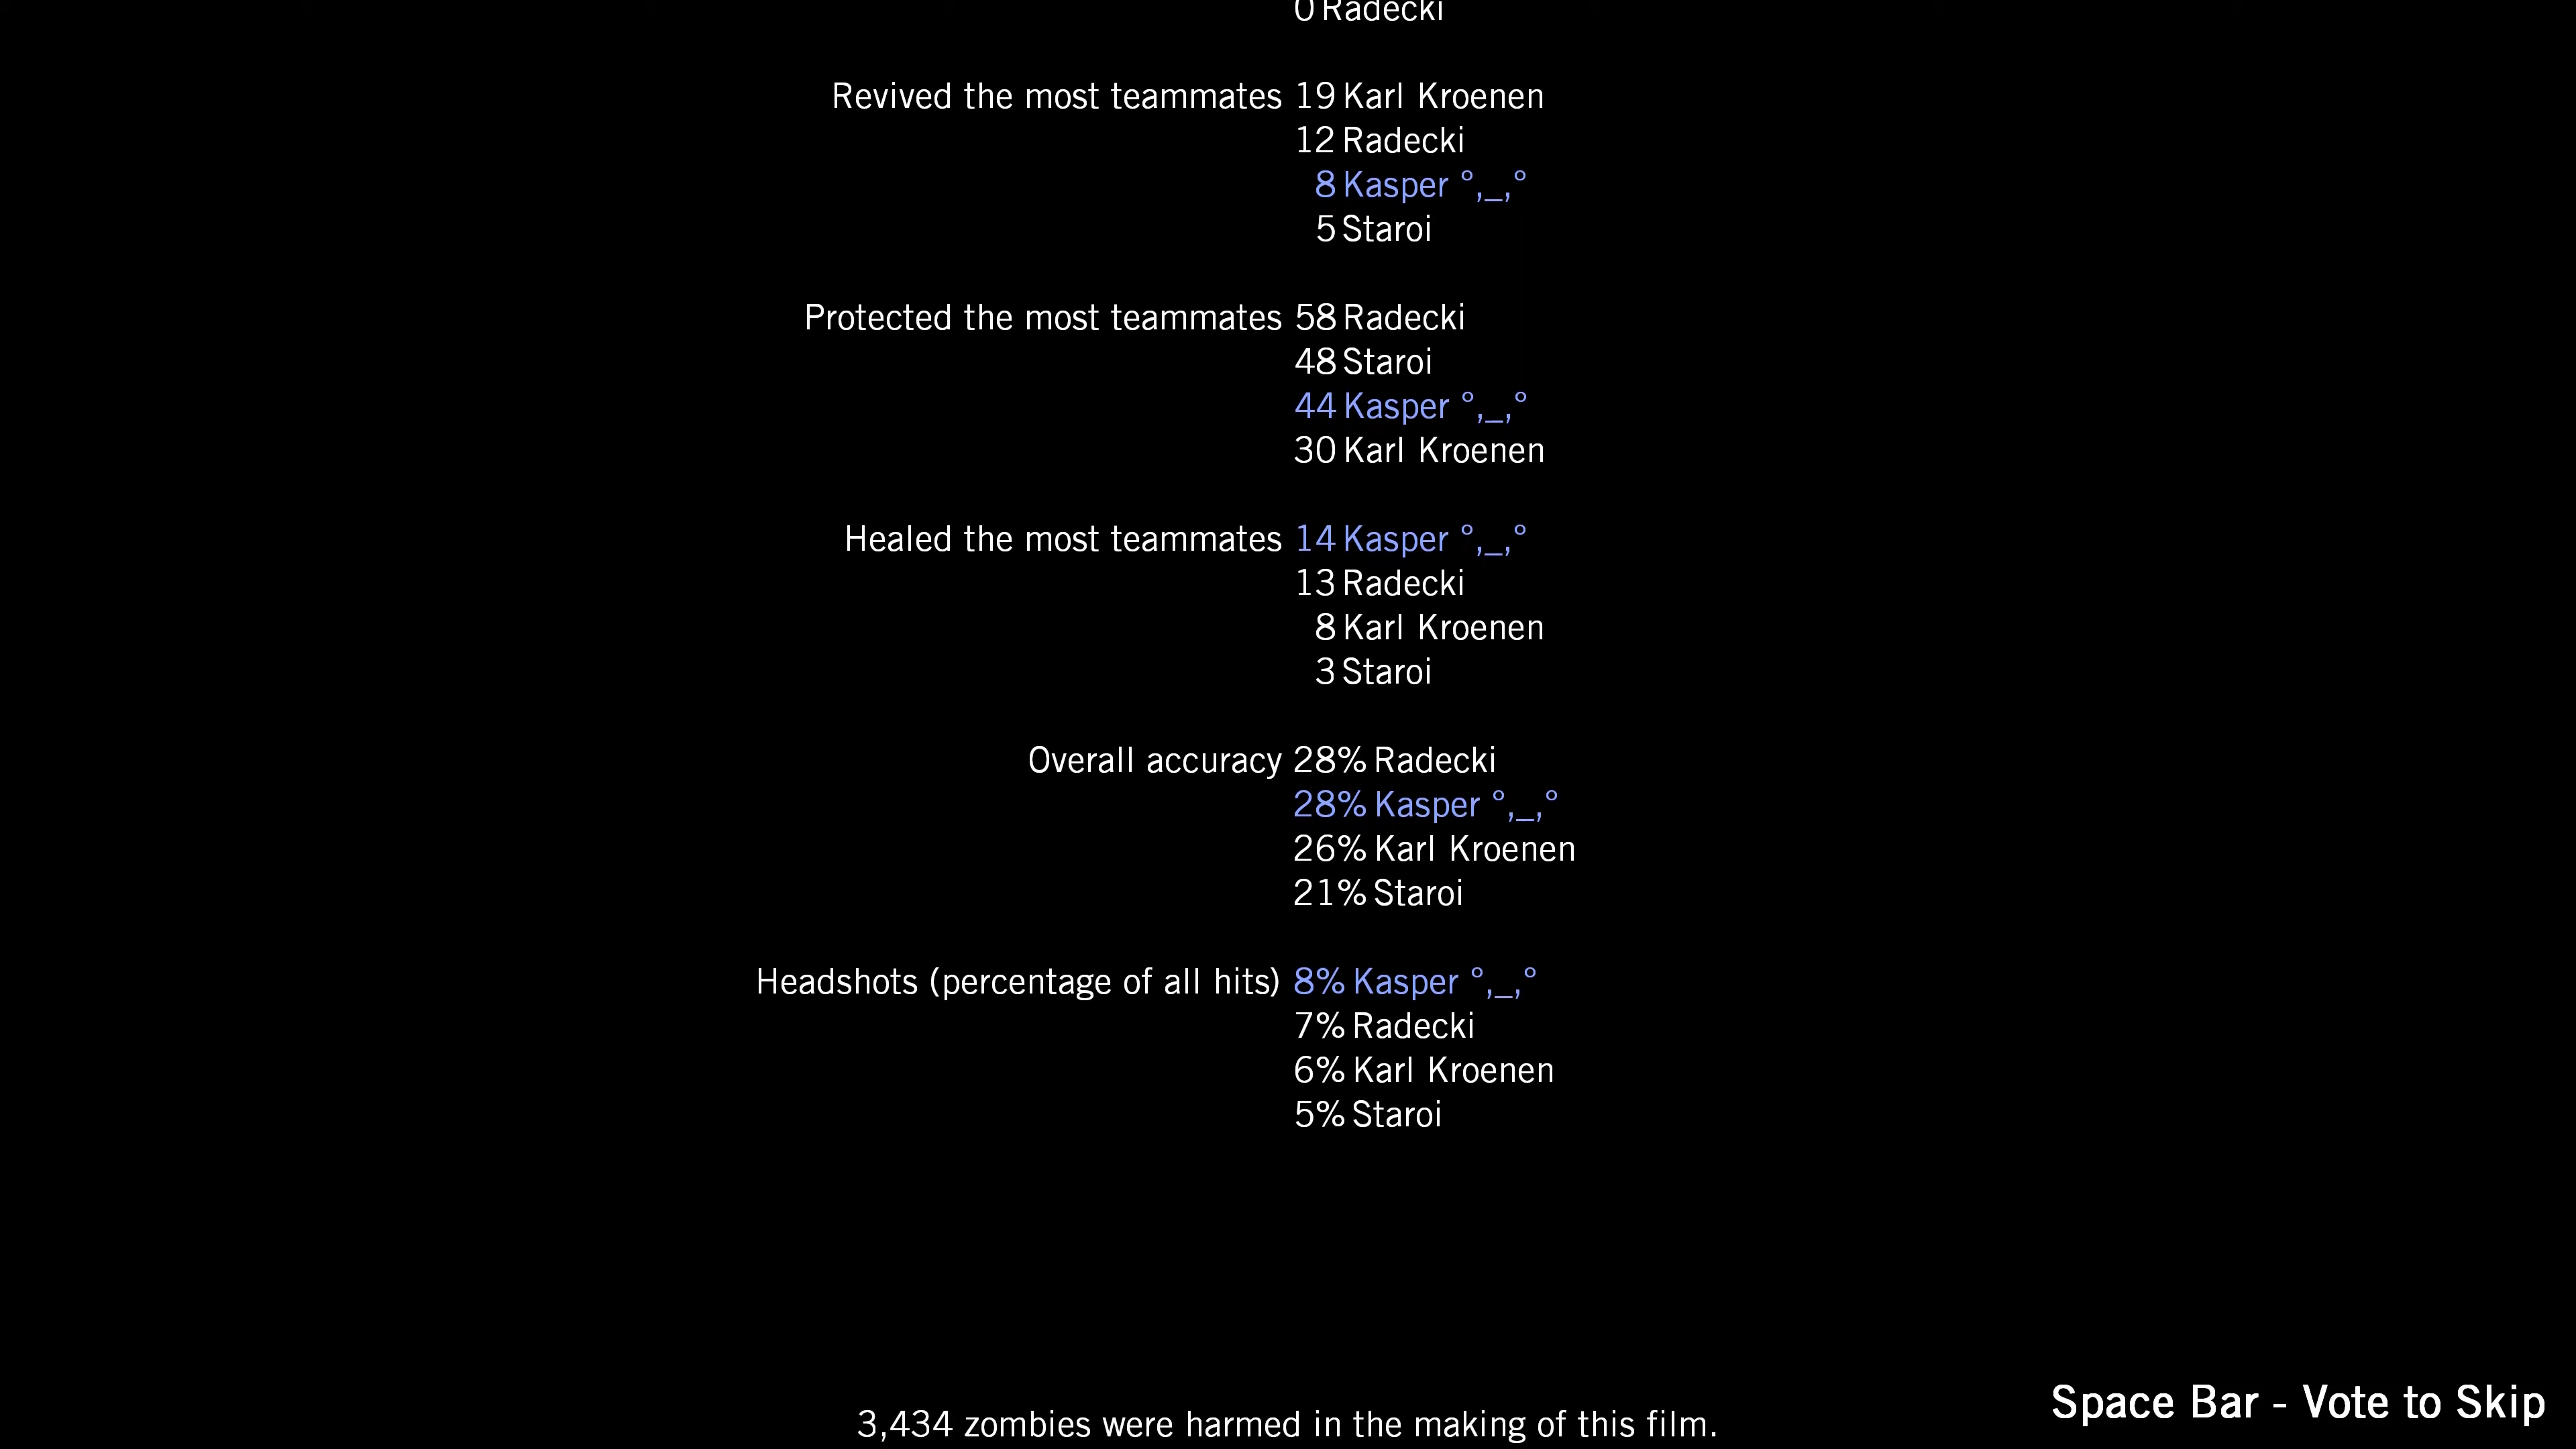 0 Radecki
Revived the most teammates 19 Karl Kroenen
12 Radecki
8 Kasper °,_,°
5 Staroi
Protected the most teammates 58 Radecki
48 Staroi
44 Kasper °,_,°
30 Karl Kroenen
Healed the most teammates 14 Kasper °,_,°
13 Radecki
8 Karl Kroenen
3 Staroi
Overall accuracy 28% Radecki
28% Kasper °,_,°
26% Karl Kroenen
21% Staroi
Headshots (percentage of all hits) 8% Kasper °,_,°
7% Radecki
6% Karl Kroenen
5% Staroi
Space Bar - Vote to Skip
3,434 zombies were harmed in the making of this film.